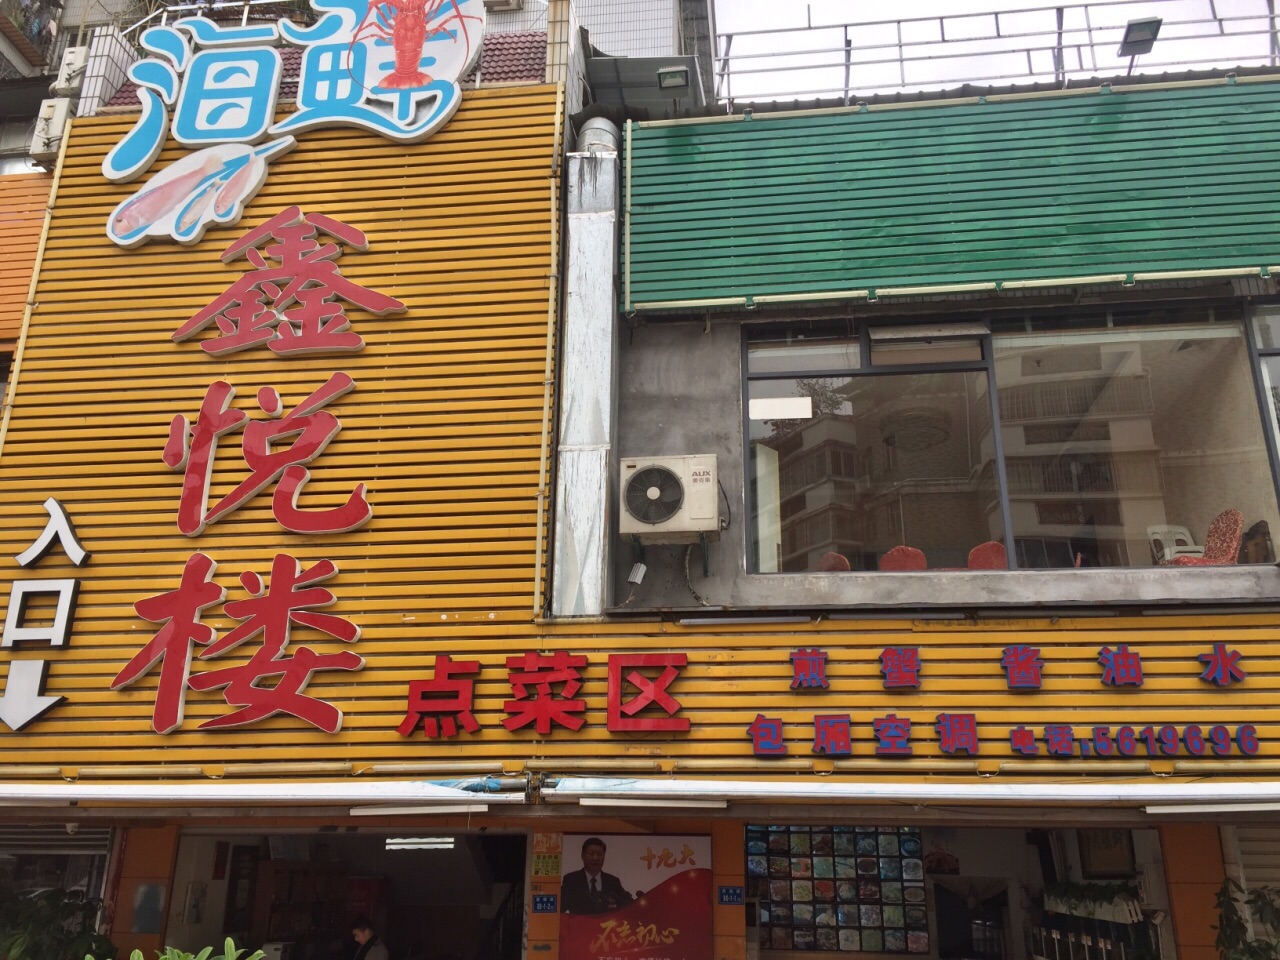 海鲜
鑫悦楼
入口
点菜区
煎蟹 酱油水
包厢空调 电话:5619696
AUX
十九大
不忘初心